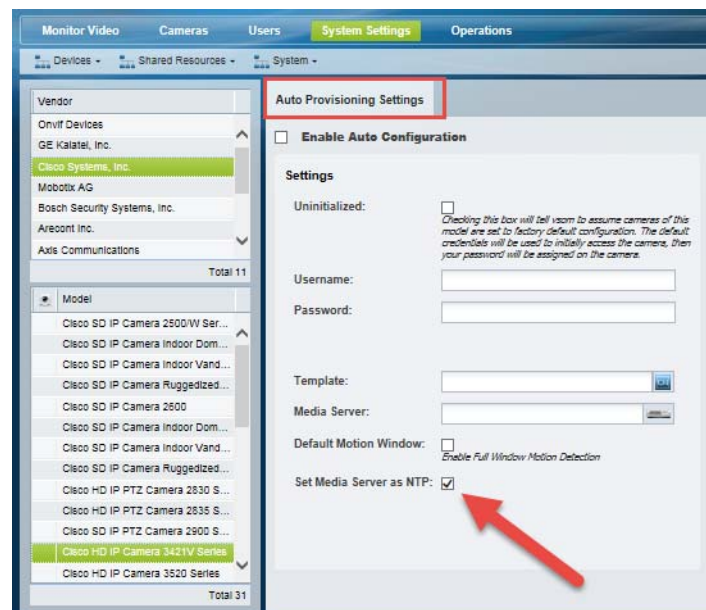 Monitor Video Cameras Users System Settings Operations
Devices Shared Resources System
Vendor
Onvif Devices
GE Kalatel, Inc.
Cisco Systems, Inc.
Mobotix AG
Bosch Security Systems, Inc.
Arecont Inc.
Axis Communications
Total 11
Model
Cisco SD IP Camera 2500/W Ser...
Cisco SD IP Camera Indoor Dom...
Cisco SD IP Camera Indoor Vand...
Cisco SD IP Camera Ruggedized...
Cisco SD IP Camera 2600
Cisco SD IP Camera Indoor Dom...
Cisco SD IP Camera Indoor Vand...
Cisco SD IP Camera Ruggedized...
Cisco HD IP PTZ Camera 2830 S...
Cisco HD IP PTZ Camera 2835 S...
Cisco SD IP PTZ Camera 2900 S...
Cisco HD IP Camera 3421V Series
Cisco HD IP Camera 3520 Series
Total 31
Auto Provisioning Settings
Enable Auto Configuration
Settings
Uninitialized:
Checking this box will tell vsom to assume cameras of this
model are set to factory default configuration. The default
credentials will be used to initially access the camera, then
your password will be assigned on the camera.
Username:
Password:
Template:
Media Server:
Default Motion Window:
Enable Full Window Motion Detection
Set Media Server as NTP: